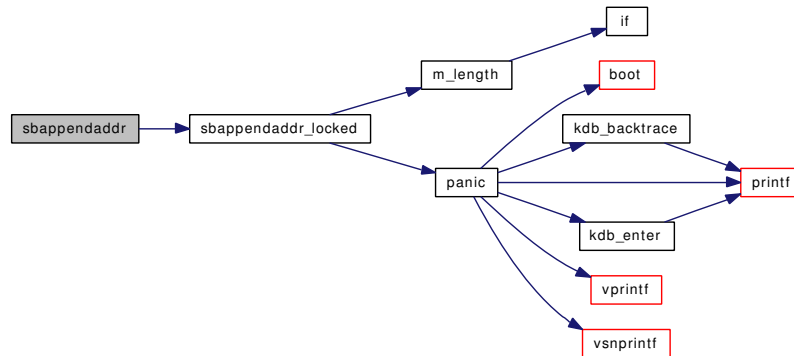 if
m_length
boot
sbappendaddr
sbappendaddr_locked
kdb_backtrace
panic
printf
kdb_enter
vprintf
vsnprintf